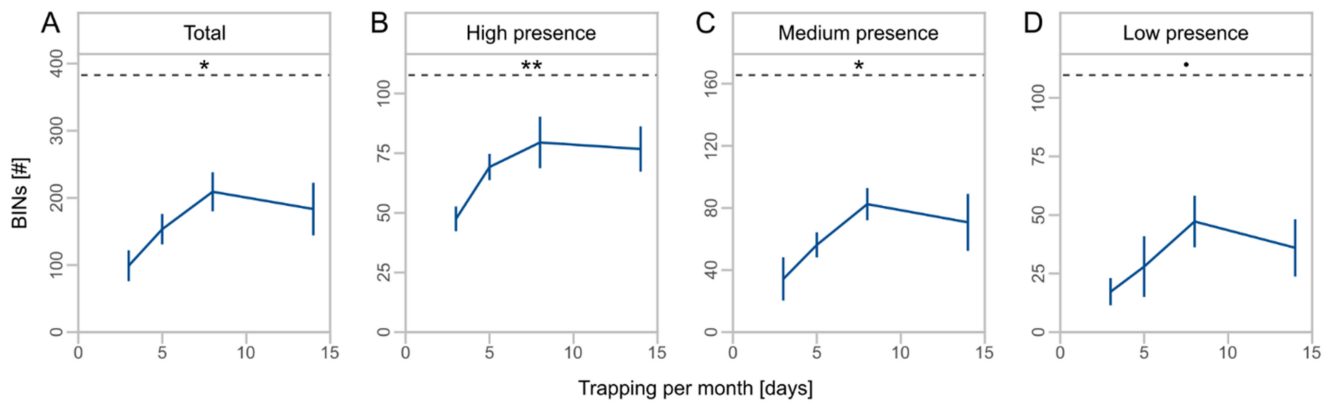 A Total
B High presence
C Medium presence
D Low presence
* ** * •
BINs [#]
400
300
200
100
0
0 5 10 15
100
75
50
25
0
0 5 10 15
160
120
80
40
0
0 5 10 15
100
75
50
25
0
0 5 10 15
Trapping per month [days]